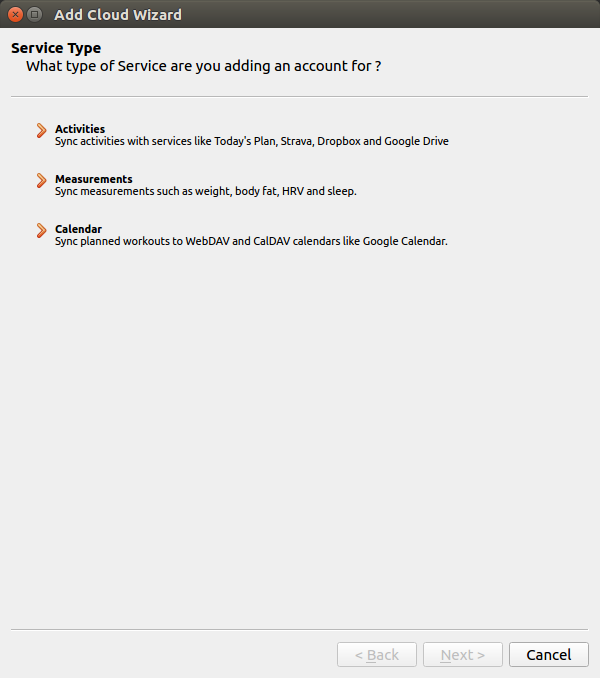 Add Cloud Wizard
Service Type
What type of Service are you adding an account for ?
Activities
Sync activities with services like Today's Plan, Strava, Dropbox and Google Drive
Measurements
Sync measurements such as weight, body fat, HRV and sleep.
Calendar
Sync planned workouts to WebDAV and CalDAV calendars like Google Calendar.
< Back Next > Cancel